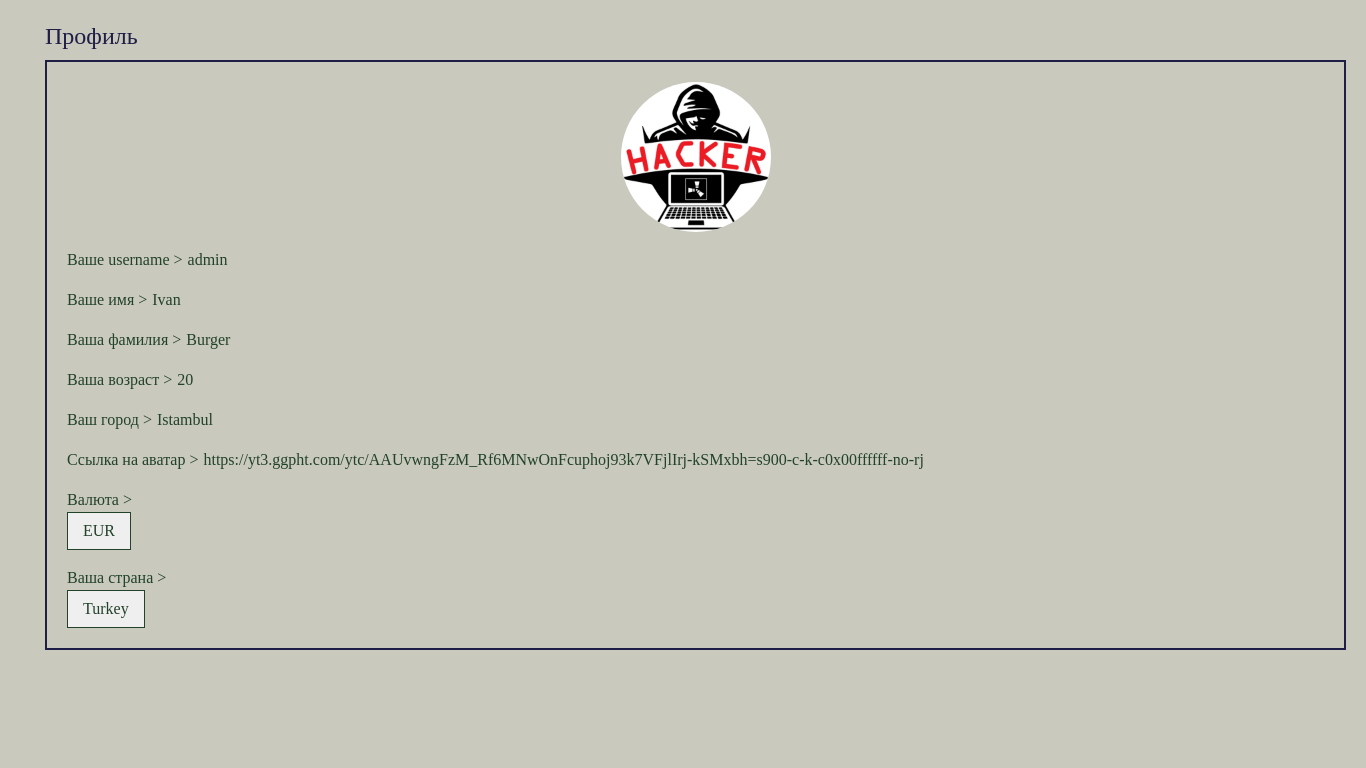 Профиль
HACKER
Ваше username > admin
Ваше имя > Ivan
Ваша фамилия > Burger
Ваша возраст > 20
Ваш город > Istambul
Ссылка на аватар > https://yt3.ggpht.com/ytc/AAUvwngFzM_Rf6MNwOnFcuphoj93k7VFjlIrj-kSMxbh=s900-c-k-c0x00ffffff-no-rj
Валюта >
EUR
Ваша страна >
Turkey